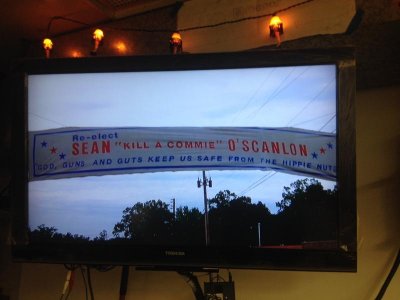 Re-elect
SEAN "KILL A COMMIE" O'SCANLON
GOD, GUNS AND GUTS KEEP US SAFE FROM THE HIPPIE NUTS
TOSHIBA